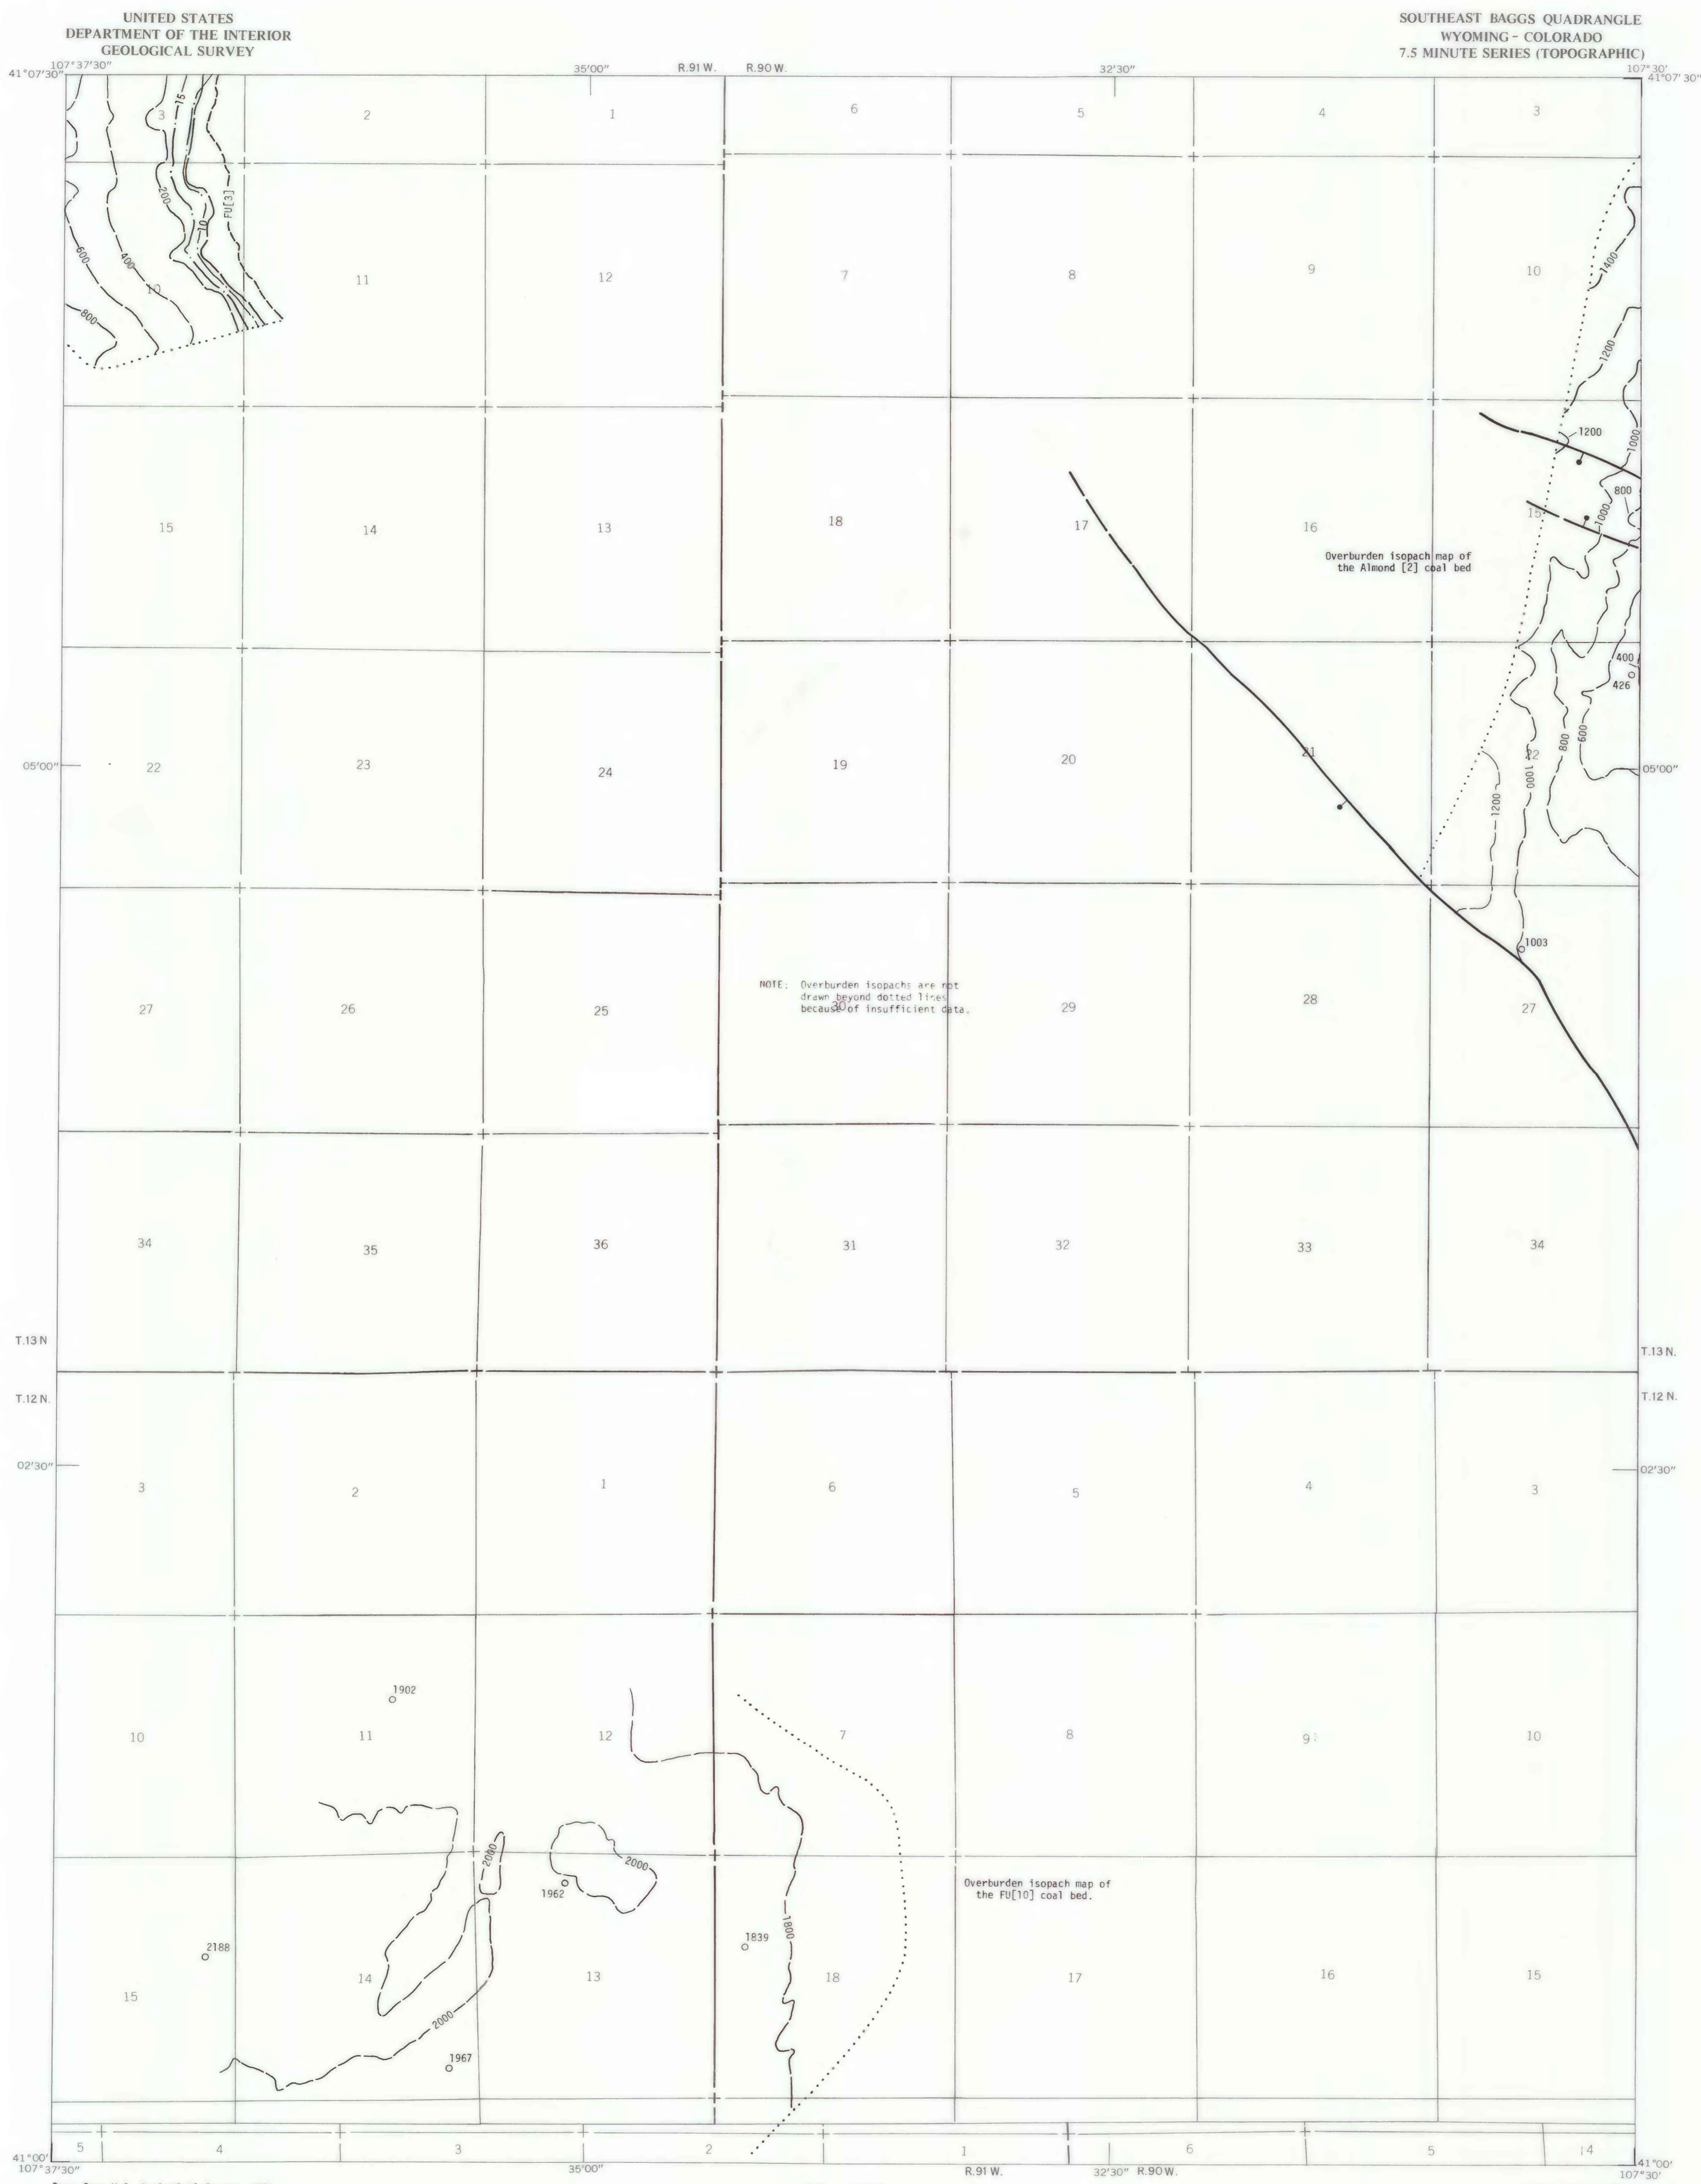 UNITED STATES
DEPARTMENT OF THE INTERIOR
GEOLOGICAL SURVEY
SOUTHEAST BAGGS QUADRANGLE
WYOMING - COLORADO
7.5 MINUTE SERIES (TOPOGRAPHIC)
107°37'30" 35'00" R.91 W. R.90 W. 32'30" 107°30'
41°07'30" 41°07'30"
3 2 1 6 5 4 3
15
200 FU[3] 10
600 400 1400
10 11 12 7 8 9 10
800 1200
1200 1000
800
15 14 13 18 17 16 15
1000
Overburden isopach map of
the Almond [2] coal bed
400
426
800 600
05'00" 22 23 24 19 20 21 22 05'00"
1200 1000
1003
NOTE: Overburden isopachs are not
drawn beyond dotted lines
because of insufficient data.
27 26 25 30 29 28 27
34 35 36 31 32 33 34
T.13 N T.13 N.
T.12 N. T.12 N.
02'30" 02'30"
3 2 1 6 5 4 3
1902
10 11 12 7 8 9 10
2000 2000
1962
Overburden isopach map of
the FU[10] coal bed.
1800
2188 1839
15 14 13 18 17 16 15
2000
1967
5 4 3 2 1 6 5 4
41°00' 41°00'
107°37'30" 35'00" R.91 W. 32'30" R.90 W. 107°30'